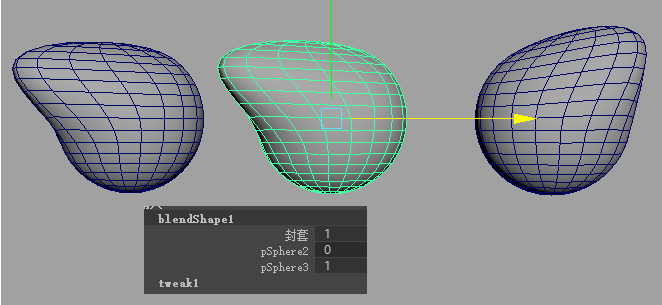 blendShape1
封套 1
pSphere2 0
pSphere3 1
tweak1